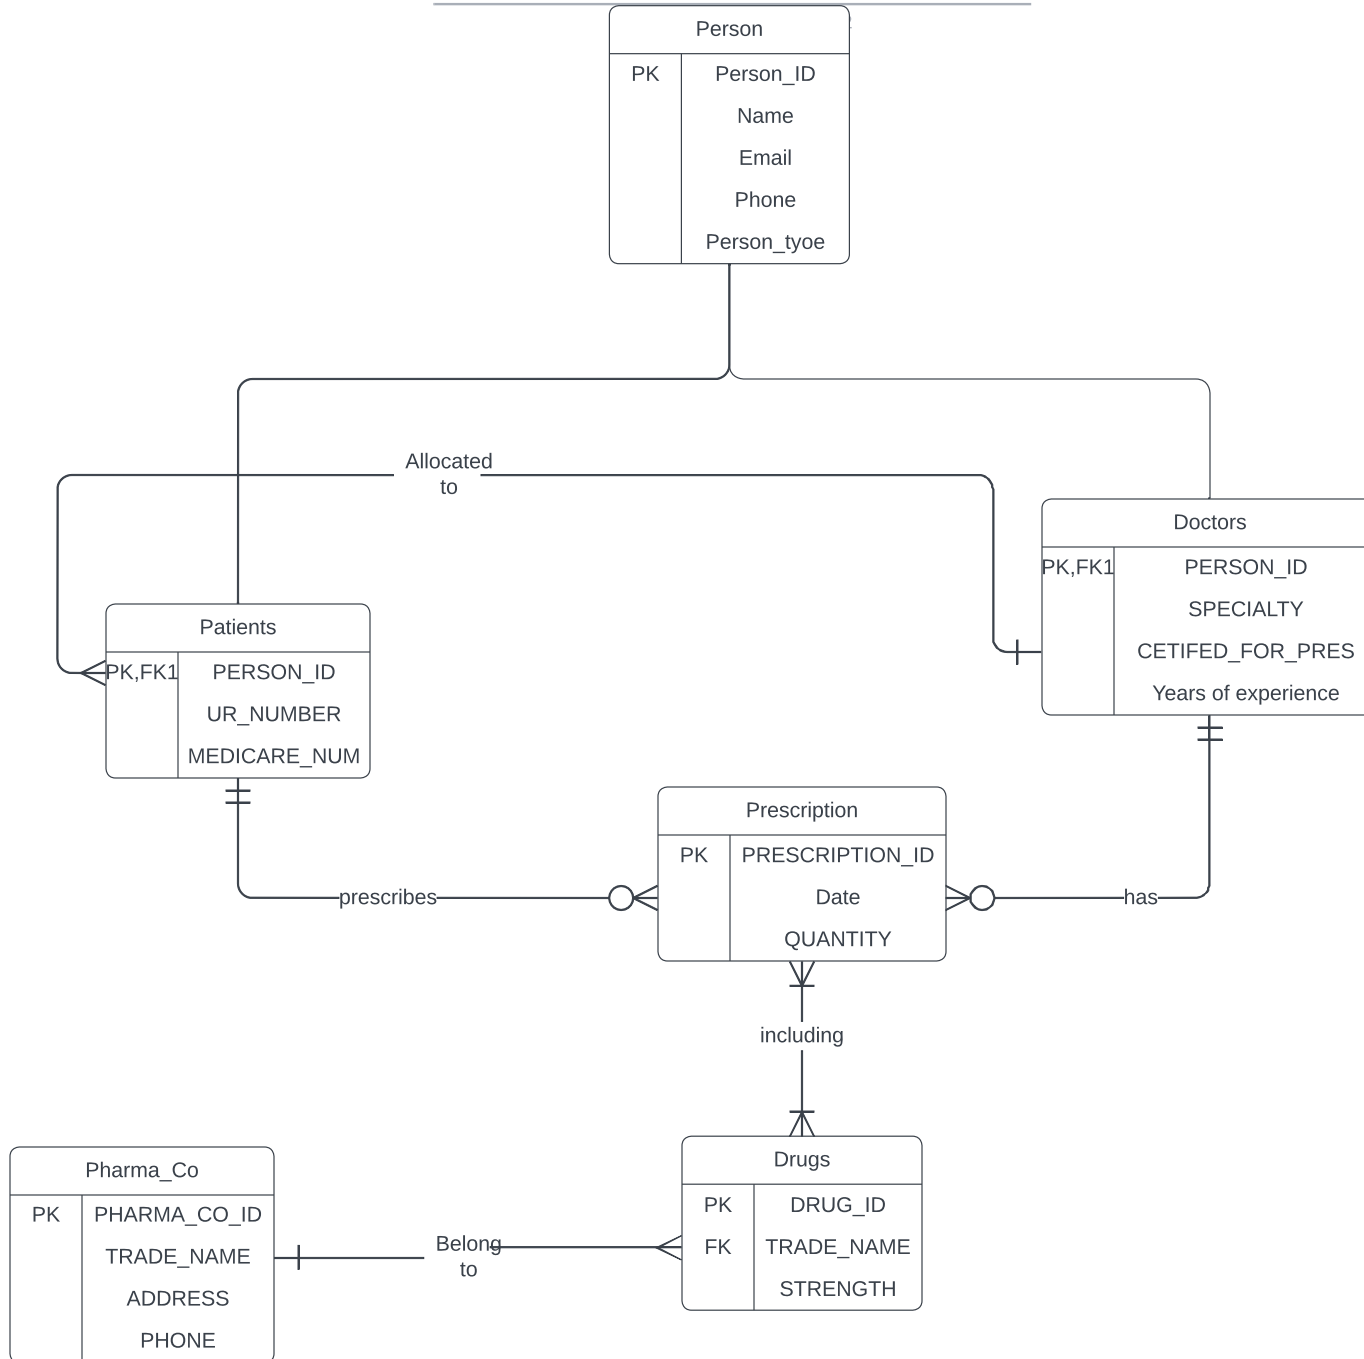 Person
PK Person_ID
Name
Email
Phone
Person_tyoe
Allocated
to
Doctors
PK,FK1 PERSON_ID
SPECIALTY
CETIFED_FOR_PRES
Years of experience
Patients
PK,FK1 PERSON_ID
UR_NUMBER
MEDICARE_NUM
Prescription
PK PRESCRIPTION_ID
Date
QUANTITY
prescribes
has
including
Drugs
PK DRUG_ID
FK TRADE_NAME
STRENGTH
Pharma_Co
PK PHARMA_CO_ID
TRADE_NAME
ADDRESS
PHONE
Belong
to